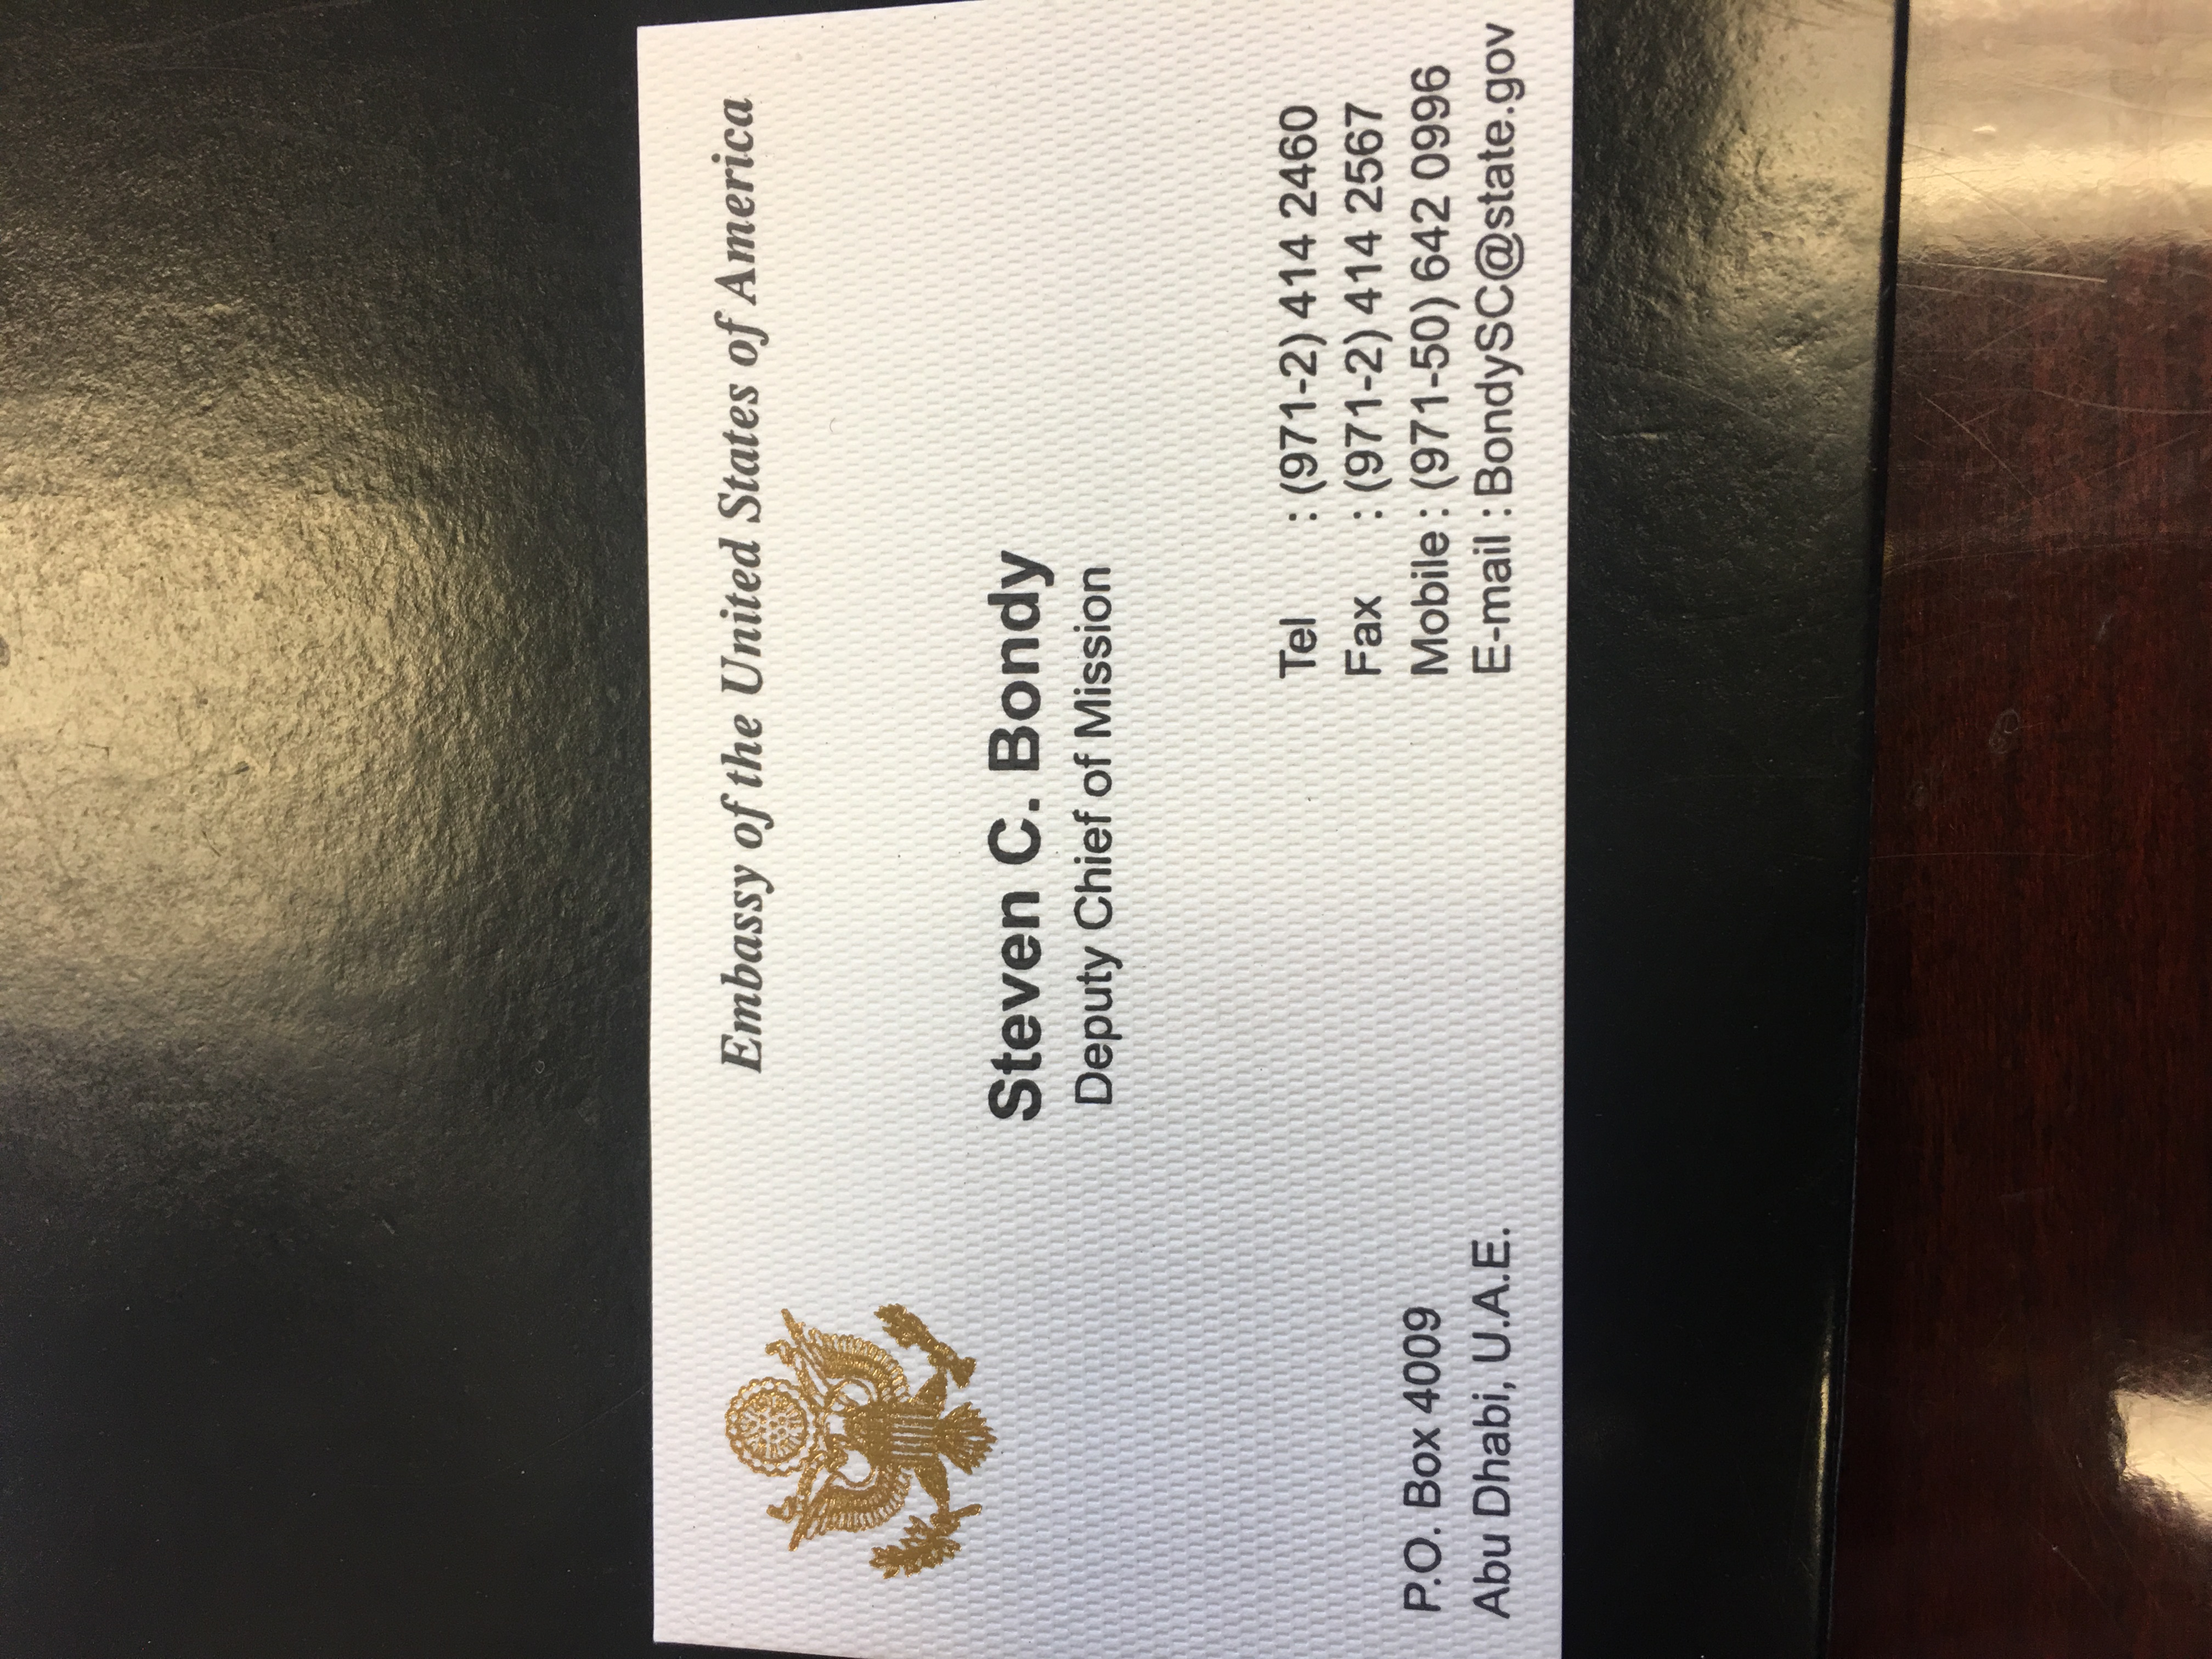 Embassy of the United States of America
Steven C. Bondy
Deputy Chief of Mission
P.O. Box 4009
Abu Dhabi, U.A.E.
Tel : (971-2) 414 2460
Fax : (971-2) 414 2567
Mobile : (971-50) 642 0996
E-mail : BondySC@state.gov